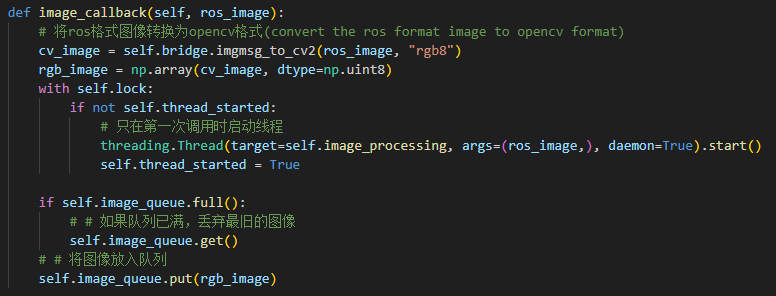 def image_callback(self, ros_image):
    # 将ros格式图像转换为opencv格式(convert the ros format image to opencv format)
    cv_image = self.bridge.imgmsg_to_cv2(ros_image, "rgb8")
    rgb_image = np.array(cv_image, dtype=np.uint8)
    with self.lock:
        if not self.thread_started:
            # 只在第一次调用时启动线程
            threading.Thread(target=self.image_processing, args=(ros_image,), daemon=True).start()
            self.thread_started = True

    if self.image_queue.full():
        # # 如果队列已满，丢弃最旧的图像
        self.image_queue.get()
    # # 将图像放入队列
    self.image_queue.put(rgb_image)